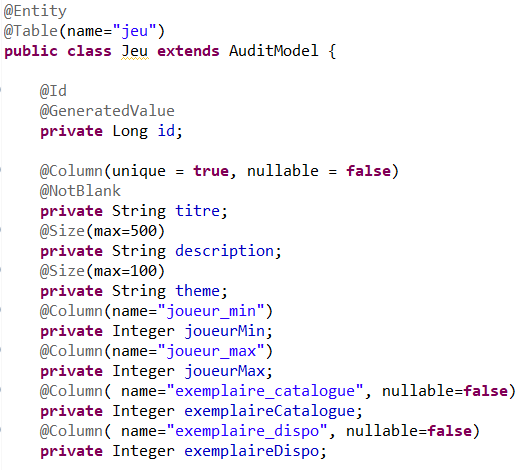 @Entity
@Table(name="jeu")
public class Jeu extends AuditModel {
@Id
@GeneratedValue
private Long id;
@Column(unique = true, nullable = false)
@NotBlank
private String titre;
@Size(max=500)
private String description;
@Size(max=100)
private String theme;
@Column(name="joueur_min")
private Integer joueurMin;
@Column(name="joueur_max")
private Integer joueurMax;
@Column( name="exemplaire_catalogue", nullable=false)
private Integer exemplaireCatalogue;
@Column( name="exemplaire_dispo", nullable=false)
private Integer exemplaireDispo;